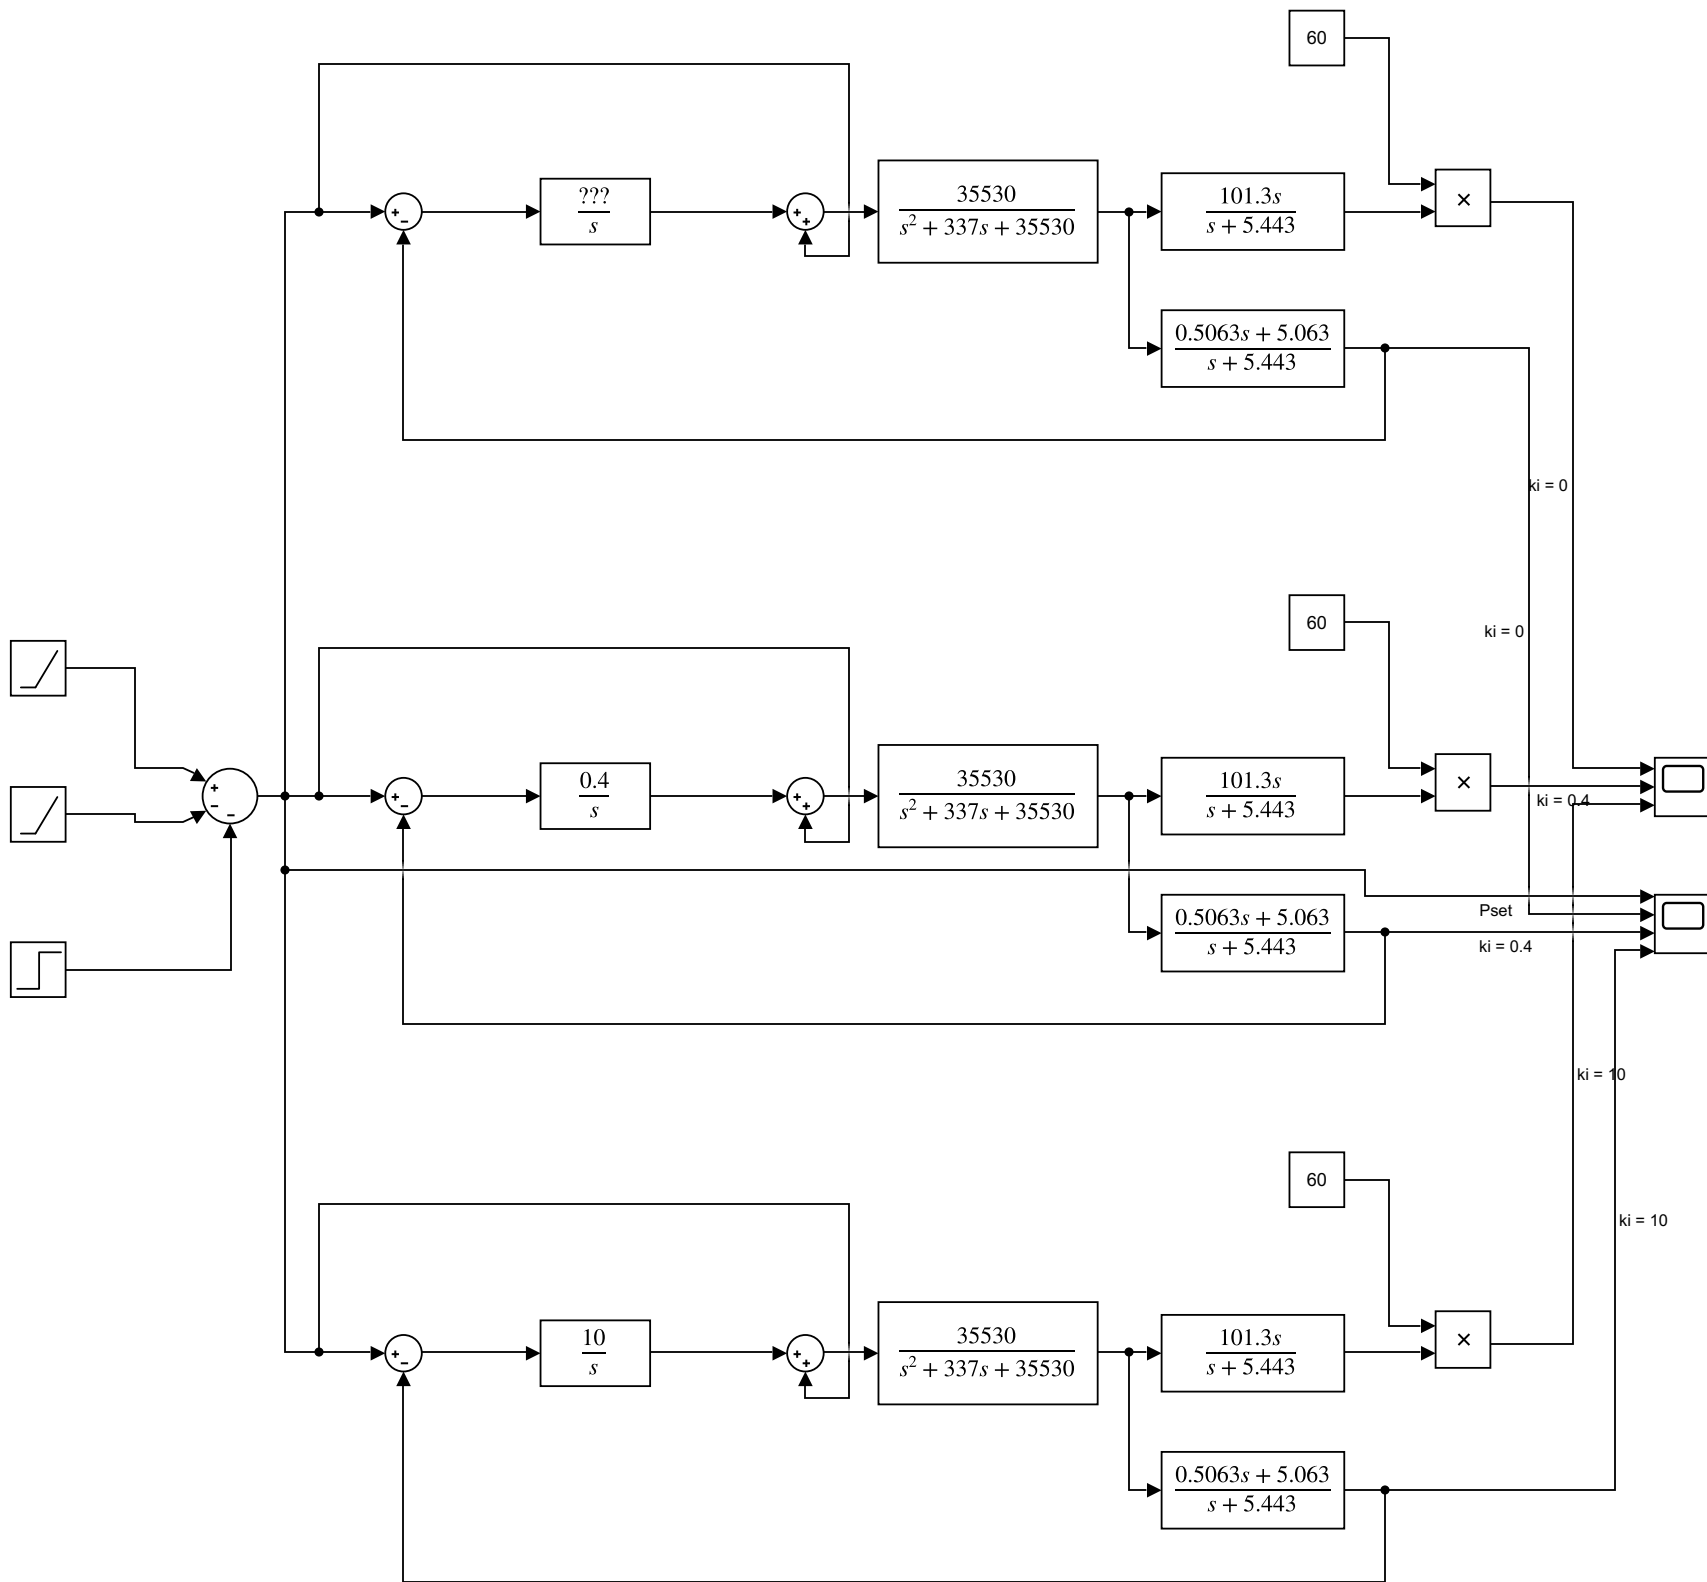 60
???
s
35530
s² + 337s + 35530
101.3s
s + 5.443
×
0.5063s + 5.063
s + 5.443
ki = 0
ki = 0
60
0.4
s
35530
s² + 337s + 35530
101.3s
s + 5.443
×
ki = 0.4
0.5063s + 5.063
s + 5.443
Pset
ki = 0.4
ki = 10
60
ki = 10
10
s
35530
s² + 337s + 35530
101.3s
s + 5.443
×
0.5063s + 5.063
s + 5.443